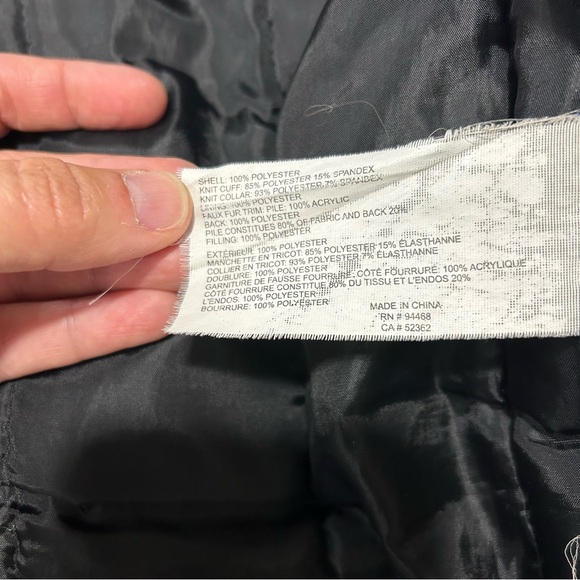 SHELL: 100% POLYESTER
KNIT CUFF: 85% POLYESTER 15% SPANDEX
KNIT COLLAR: 93% POLYESTER 7% SPANDEX
LINING: 100% POLYESTER
FAUX FUR TRIM: PILE: 100% ACRYLIC
BACK: 100% POLYESTER
PILE CONSTITUTES 80% OF FABRIC AND BACK 20%
FILLING: 100% POLYESTER
EXTÉRIEUR: 100% POLYESTER
MANCHETTE EN TRICOT: 85% POLYESTER 15% ÉLASTHANNE
COLLIER EN TRICOT: 93% POLYESTER 7% ÉLASTHANNE
DOUBLURE: 100% POLYESTER
GARNITURE DE FAUSSE FOURRURE: CÔTÉ FOURRURE: 100% ACRYLIQUE
CÔTÉ FOURRURE CONSTITUE 80% DU TISSU ET L'ENDOS 20%
L'ENDOS: 100% POLYESTER
BOURRURE: 100% POLYESTER
MADE IN CHINA
RN # 94468
CA # 52362